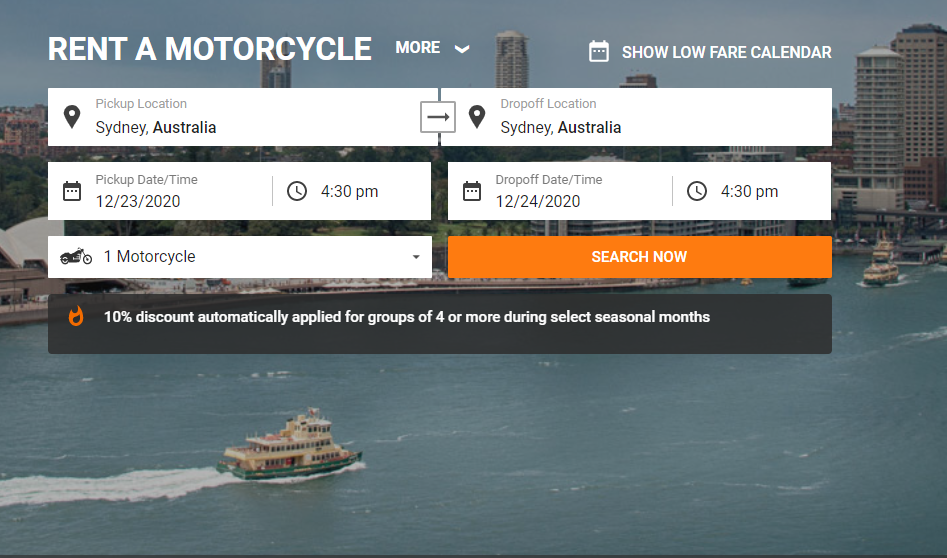 RENT A MOTORCYCLE
MORE
SHOW LOW FARE CALENDAR
Pickup Location
Sydney, Australia
Dropoff Location
Sydney, Australia
Pickup Date/Time
12/23/2020
4:30 pm
Dropoff Date/Time
12/24/2020
4:30 pm
1 Motorcycle
SEARCH NOW
10% discount automatically applied for groups of 4 or more during select seasonal months